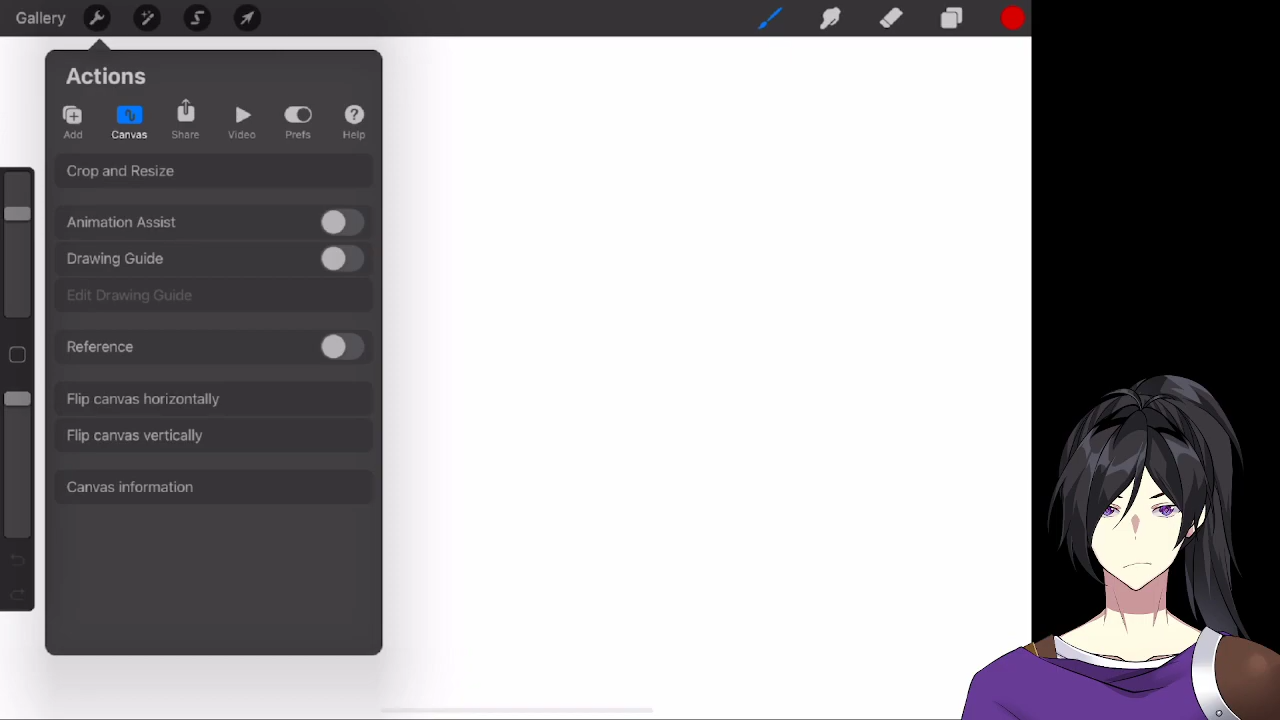 Gallery
Actions
Add Canvas Share Video Prefs Help
Crop and Resize
Animation Assist
Drawing Guide
Edit Drawing Guide
Reference
Flip canvas horizontally
Flip canvas vertically
Canvas information